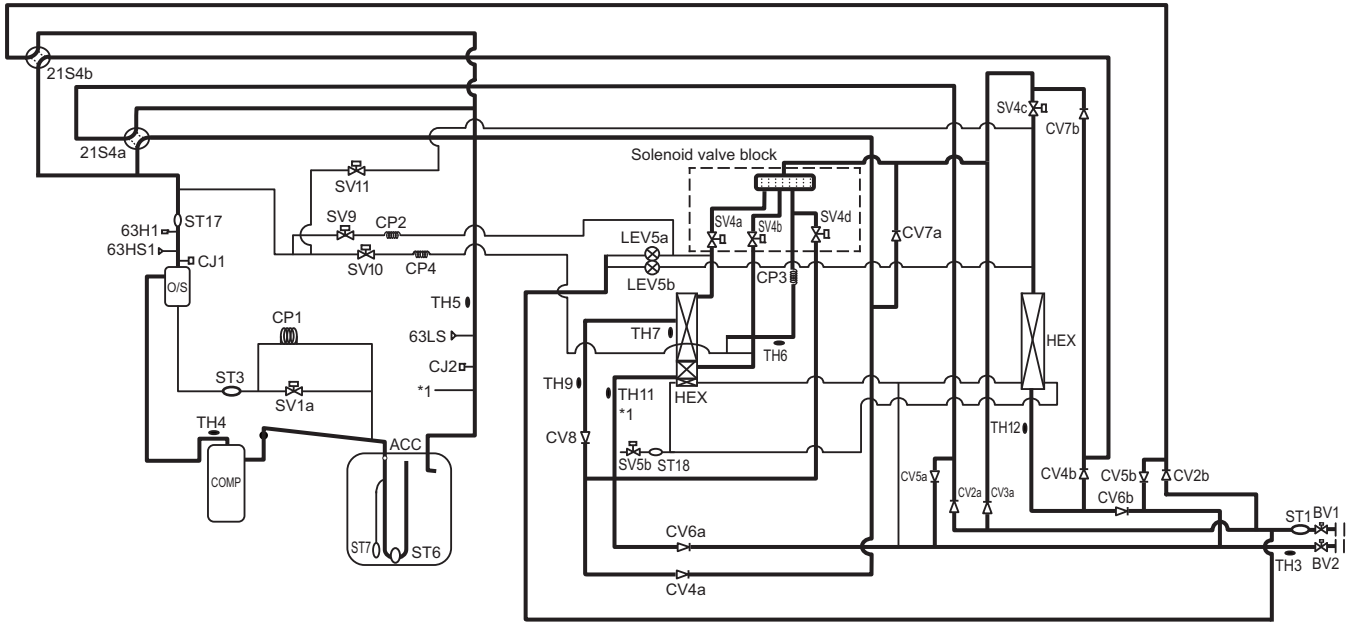 21S4b
SV4c
CV7b
21S4a
Solenoid valve block
SV11
ST17
SV9
CP2
SV4a
SV4b
SV4d
63H1
LEV5a
CV7a
63HS1
CJ1
SV10
CP4
O/S
LEV5b
CP3
TH5
CP1
63LS
TH7
HEX
TH6
CJ2
ST3
TH9
*1
SV1a
TH11
HEX
*1
TH4
TH12
ACC
CV8
SV5b
ST18
CV5a
CV4b
CV5b
CV2b
COMP
CV2a
CV3a
CV6b
ST1
BV1
CV6a
ST7
ST6
TH3
BV2
CV4a